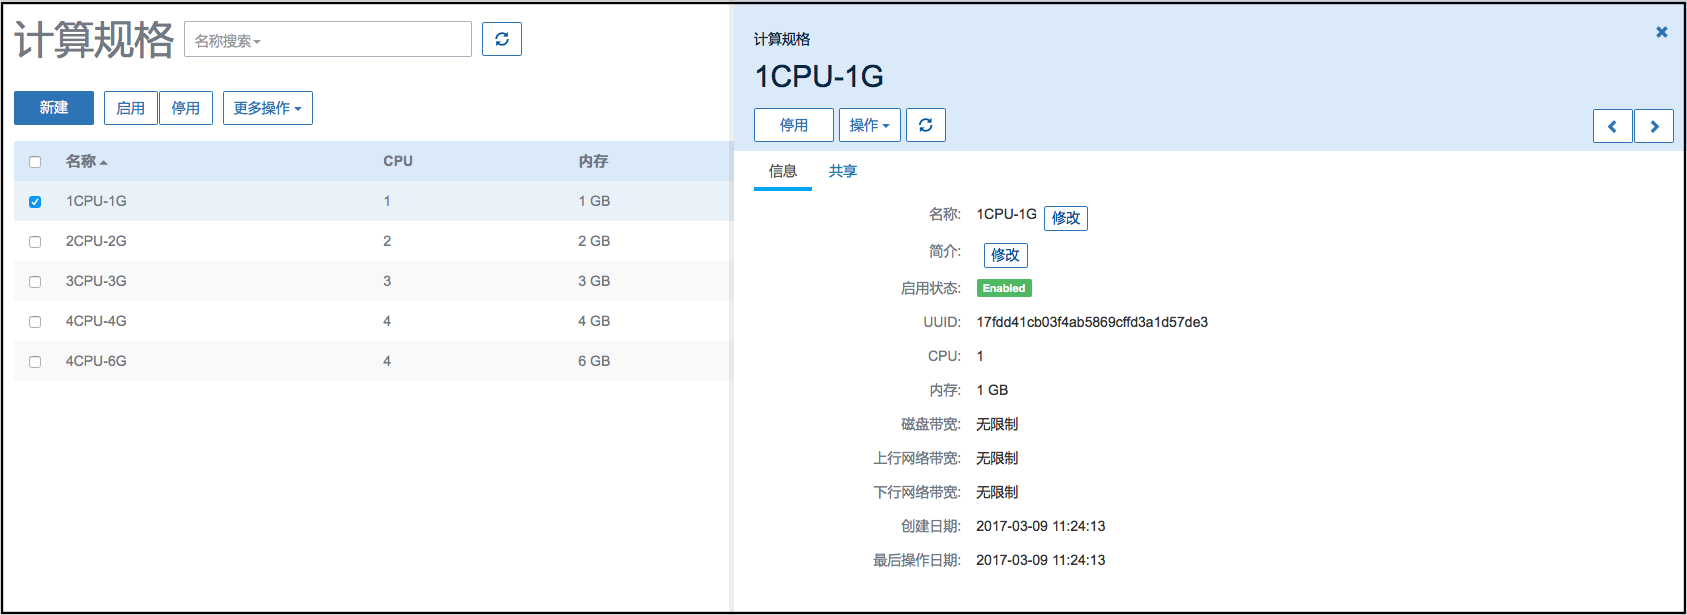 计算规格
名称搜索
新建 启用 停用 更多操作
名称 CPU 内存
1CPU-1G 1 1 GB
2CPU-2G 2 2 GB
3CPU-3G 3 3 GB
4CPU-4G 4 4 GB
4CPU-6G 4 6 GB
计算规格
1CPU-1G
停用 操作
信息 共享
名称: 1CPU-1G 修改
简介: 修改
启用状态: Enabled
UUID: 17fdd41cb03f4ab5869cffd3a1d57de3
CPU: 1
内存: 1 GB
磁盘带宽: 无限制
上行网络带宽: 无限制
下行网络带宽: 无限制
创建日期: 2017-03-09 11:24:13
最后操作日期: 2017-03-09 11:24:13